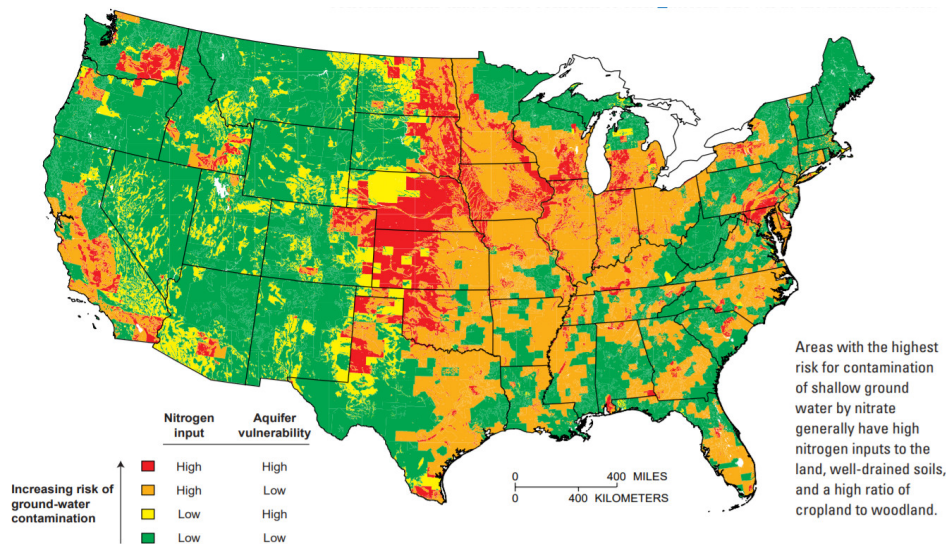 Nitrogen input
Aquifer vulnerability
Increasing risk of ground-water contamination
High High
High Low
Low High
Low Low
0 400 MILES
0 400 KILOMETERS
Areas with the highest
risk for contamination
of shallow ground
water by nitrate
generally have high
nitrogen inputs to the
land, well-drained soils,
and a high ratio of
cropland to woodland.